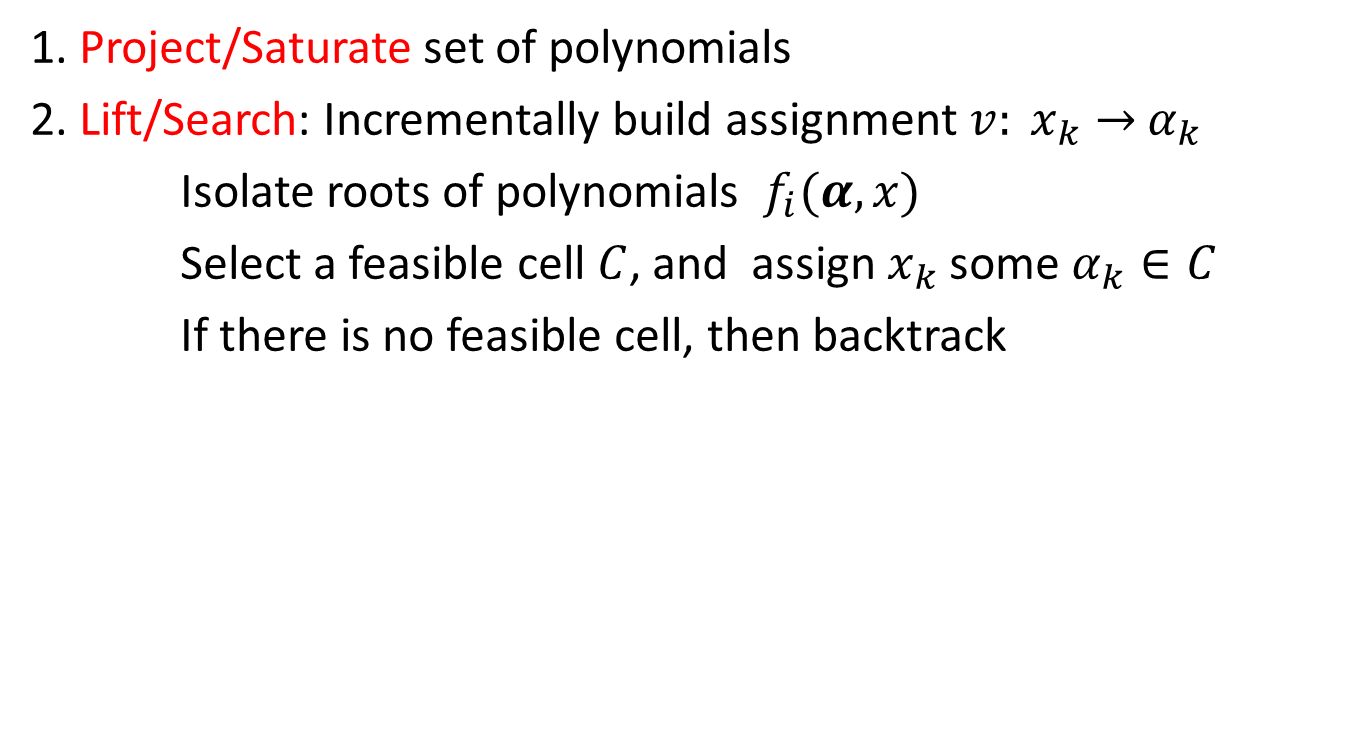 1. Project/Saturate set of polynomials
2. Lift/Search: Incrementally build assignment 𝑣: 𝑥ₖ → 𝛼ₖ
Isolate roots of polynomials 𝑓ᵢ(𝜶, 𝑥)
Select a feasible cell 𝐶, and assign 𝑥ₖ some 𝛼ₖ ∈ 𝐶
If there is no feasible cell, then backtrack